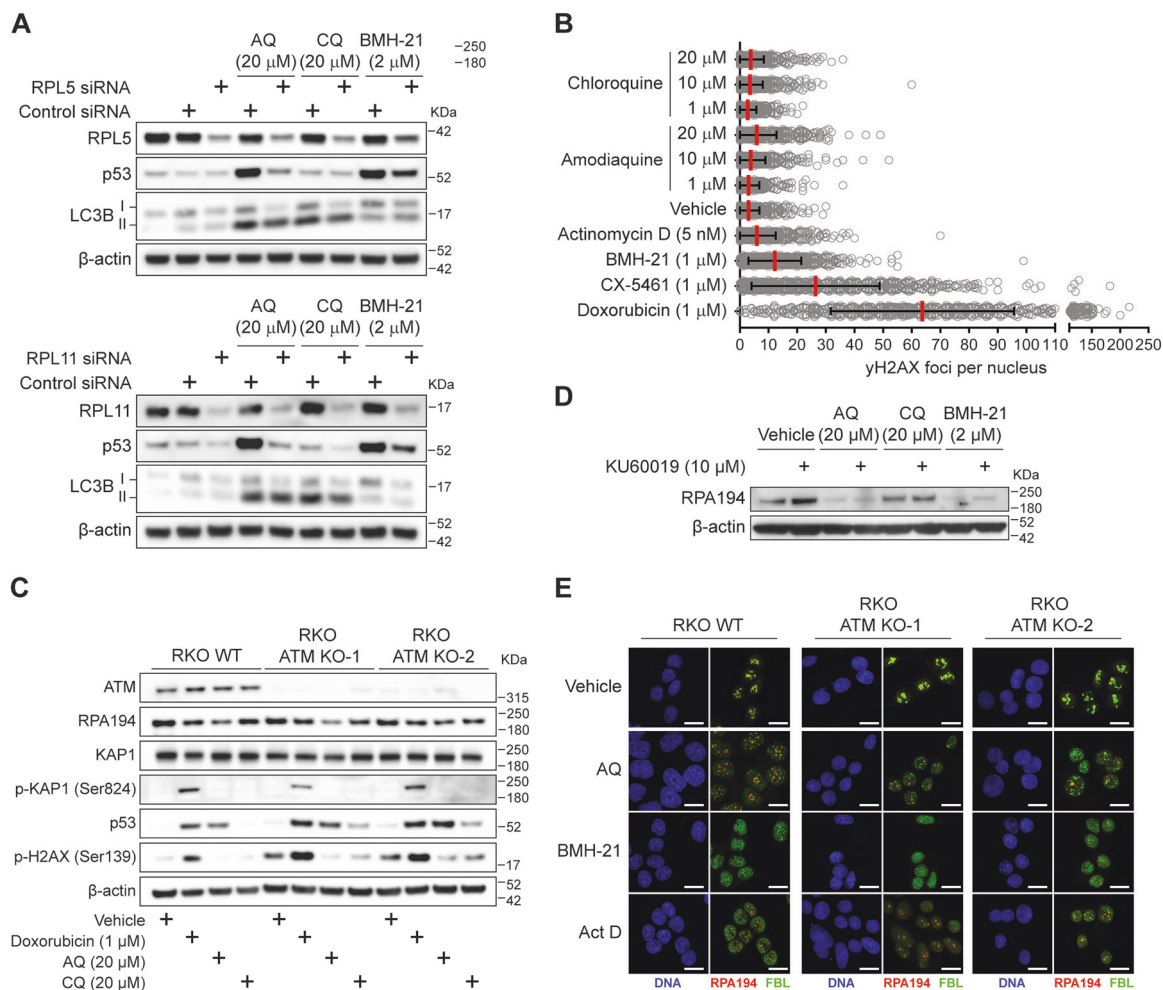 A
AQ CQ BMH-21
(20 μM) (20 μM) (2 μM)
−250
−180
RPL5 siRNA + + + +
Control siRNA + + + + KDa
RPL5 −42
p53 −52
LC3B I −17
II
β-actin −52
−42
AQ CQ BMH-21
(20 μM) (20 μM) (2 μM)
RPL11 siRNA + + + +
Control siRNA + + + + KDa
RPL11 −17
p53 −52
LC3B I −17
II
β-actin −52
−42
B
Chloroquine
20 μM
10 μM
1 μM
Amodiaquine
20 μM
10 μM
1 μM
Vehicle
Actinomycin D (5 nM)
BMH-21 (1 μM)
CX-5461 (1 μM)
Doxorubicin (1 μM)
0 10 20 30 40 50 60 70 80 90 100 110 150 200 250
yH2AX foci per nucleus
D
AQ CQ BMH-21
Vehicle (20 μM) (20 μM) (2 μM)
KU60019 (10 μM) + + + + KDa
RPA194 −250
−180
β-actin −52
−42
C
RKO WT
RKO
ATM KO-1
RKO
ATM KO-2
KDa
ATM −315
RPA194 −250
−180
KAP1 −250
−180
p-KAP1 (Ser824) −250
−180
p53 −52
p-H2AX (Ser139) −17
β-actin −52
−42
Vehicle + + +
Doxorubicin (1 μM) + + +
AQ (20 μM) + + +
CQ (20 μM) + + +
E
RKO WT
RKO
ATM KO-1
RKO
ATM KO-2
Vehicle
AQ
BMH-21
Act D
DNA RPA194 FBL DNA RPA194 FBL DNA RPA194 FBL